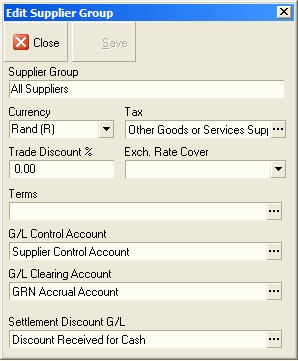 Edit Supplier Group
Close Save
Supplier Group
All Suppliers
Currency Tax
Rand (R) Other Goods or Services Supp ...
Trade Discount % Exch. Rate Cover
0.00
Terms
...
G/L Control Account
Supplier Control Account ...
G/L Clearing Account
GRN Accrual Account ...
Settlement Discount G/L
Discount Received for Cash ...